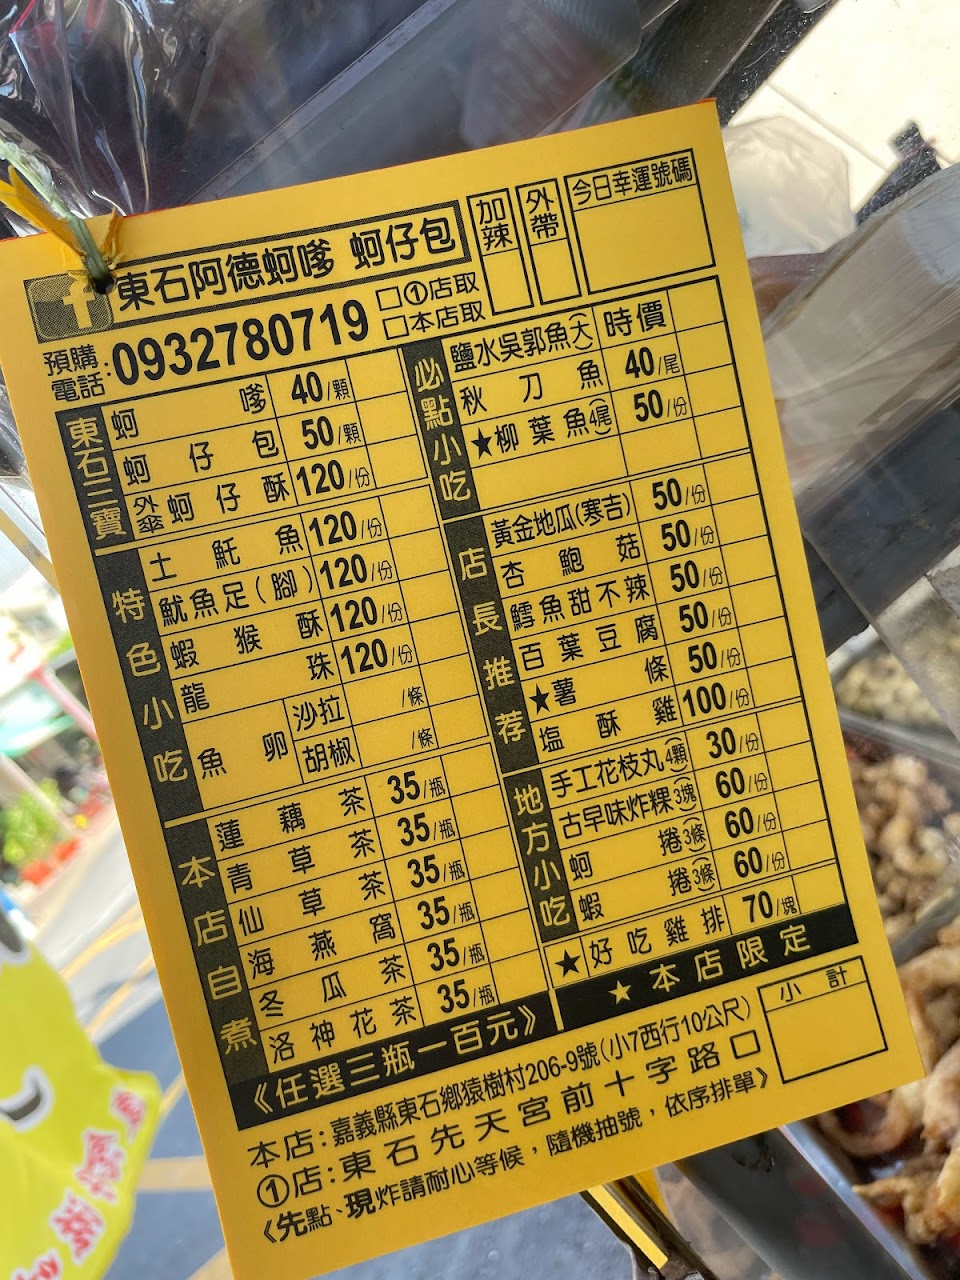 f 東石阿德蚵嗲 蚵仔包
加辣
外帶
今日幸運號碼
預購電話:0932780719
□①店取
□本店取
東石三寶
蚵嗲 40/顆
蚵仔包 50/顆
外傘蚵仔酥 120/份
特色小吃
土魠魚 120/份
魷魚足(腳) 120/份
蝦猴酥 120/份
龍珠 120/份
魚卵 沙拉 /條
胡椒 /條
本店自煮
蓮藕茶 35/瓶
青草茶 35/瓶
仙草茶 35/瓶
海燕窩 35/瓶
冬瓜茶 35/瓶
洛神花茶 35/瓶
《任選三瓶一百元》
必點小吃
鹽水吳郭魚(大) 時價
秋刀魚 40/尾
★柳葉魚(4尾) 50/份
店長推荐
黃金地瓜(寒吉) 50/份
杏鮑菇 50/份
鱈魚甜不辣 50/份
百葉豆腐 50/份
★薯條 50/份
塩酥雞 100/份
地方小吃
手工花枝丸(4顆) 30/份
古早味炸粿(3塊) 60/份
蚵捲(3條) 60/份
蝦捲(3條) 60/份
★好吃雞排 70/塊
★本店限定
小計
本店:嘉義縣東石鄉猿樹村206-9號(小7西行10公尺)
①店:東石先天宮前十字路口
《先點、現炸請耐心等候，隨機抽號，依序排單》